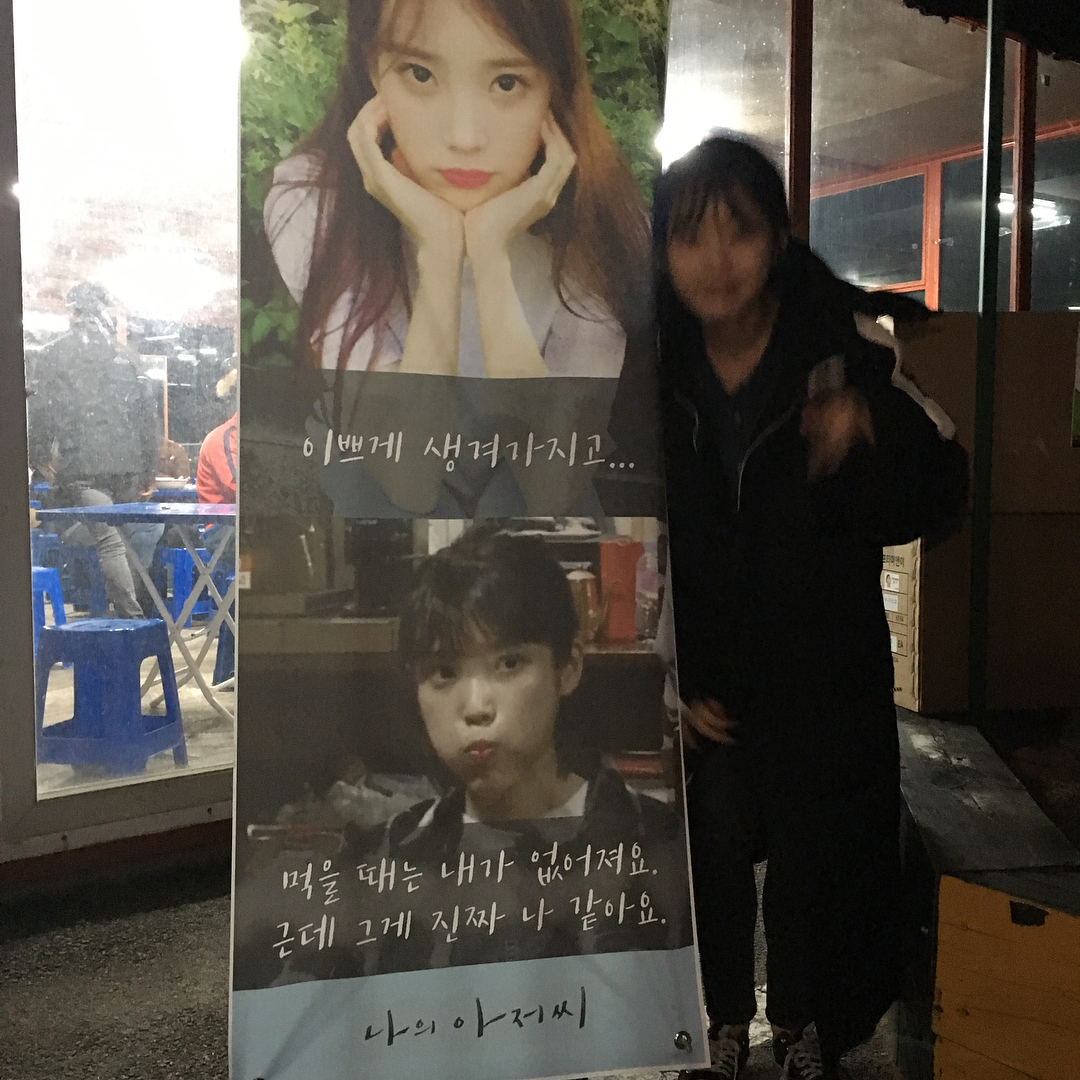 이쁘게 생겨가지고...
먹을 때는 내가 없어져요.
근데 그게 진짜 나 같아요.
나의 아저씨